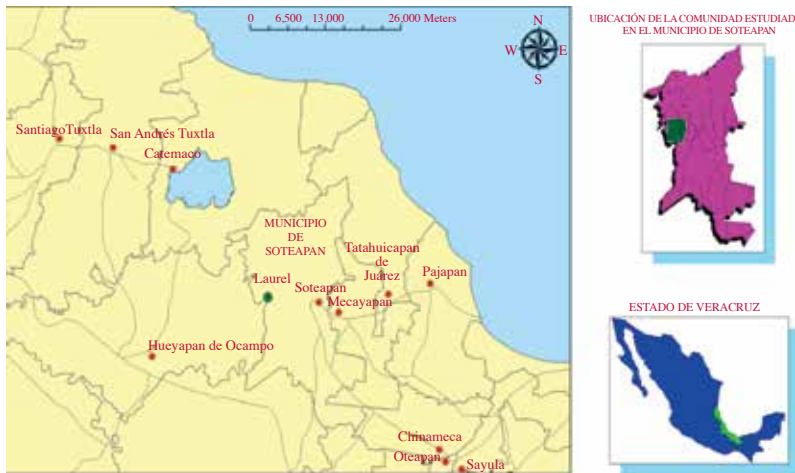 0 6,500 13,000 26,000 Meters
N
W E
S
SantiagoTuxtla
San Andrés Tuxtla
Catemaco
MUNICIPIO
DE
SOTEAPAN
Laurel
Soteapan
Mecayapan
Tatahuicapan
de
Juárez
Pajapan
Hueyapan de Ocampo
Chinameca
Oteapan
Sayula
UBICACIÓN DE LA COMUNIDAD ESTUDIAD
EN EL MUNICIPIO DE SOTEAPAN
ESTADO DE VERACRUZ